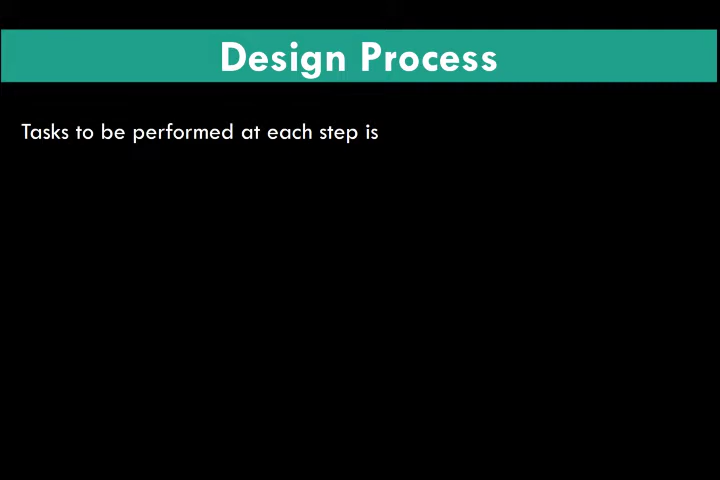 Design Process
Tasks to be performed at each step is